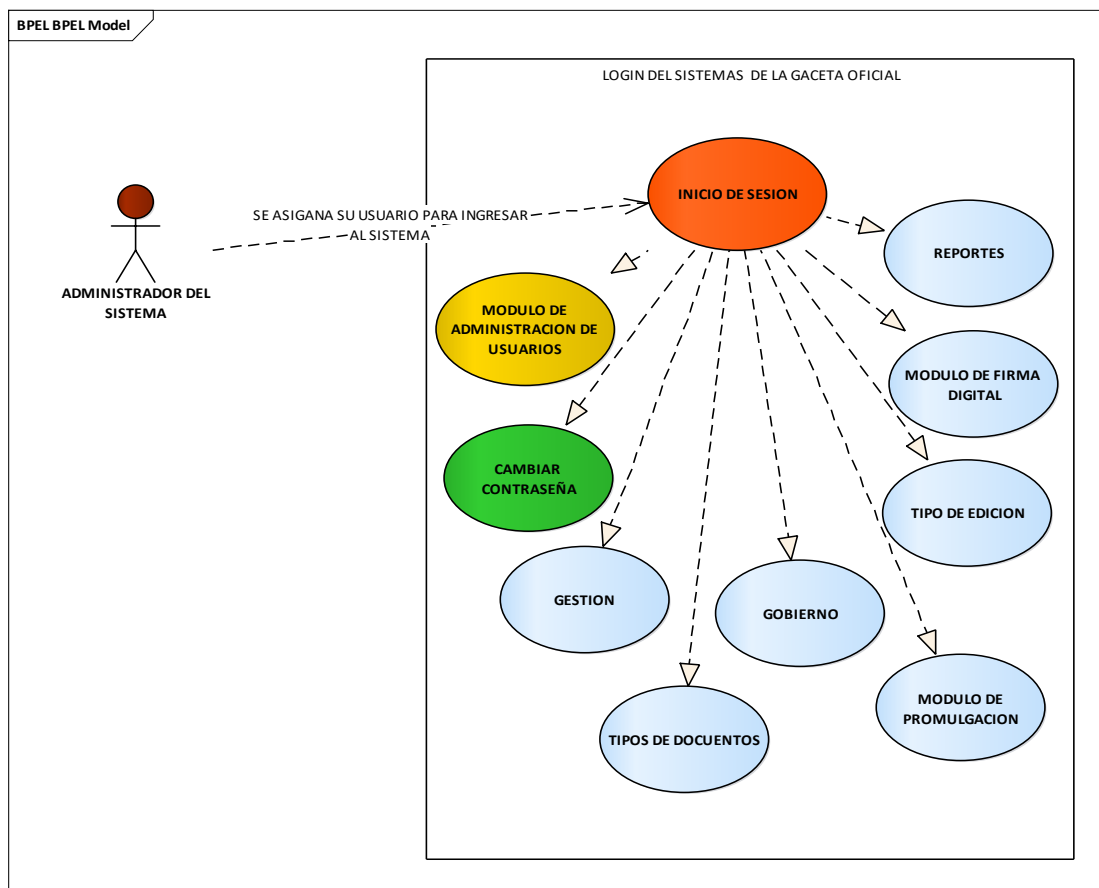 BPEL BPEL Model
LOGIN DEL SISTEMAS DE LA GACETA OFICIAL
INICIO DE SESION
SE ASIGANA SU USUARIO PARA INGRESAR
AL SISTEMA
ADMINISTRADOR DEL
SISTEMA
REPORTES
MODULO DE
ADMINISTRACION DE
USUARIOS
MODULO DE FIRMA
DIGITAL
CAMBIAR
CONTRASEÑA
TIPO DE EDICION
GESTION
GOBIERNO
MODULO DE
PROMULGACION
TIPOS DE DOCUENTOS